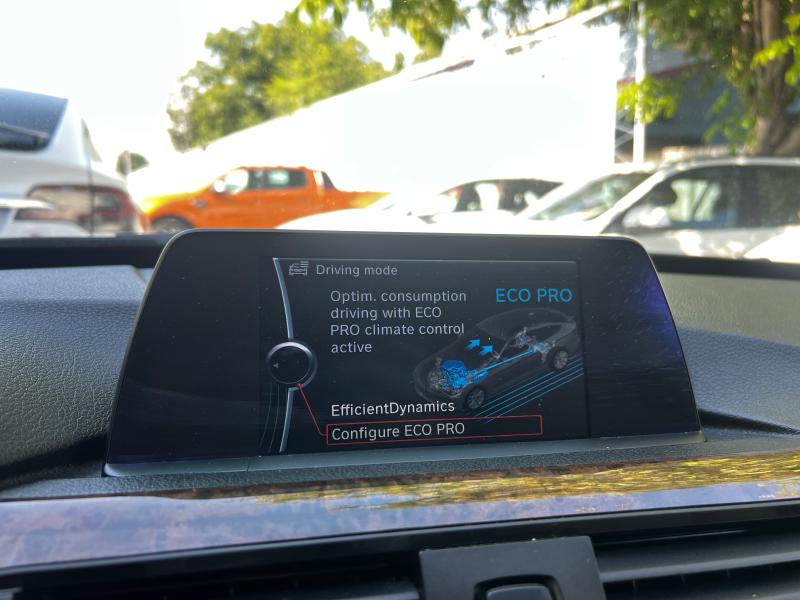 Driving mode
Optim. consumption
driving with ECO
PRO climate control
active
ECO PRO
EfficientDynamics
Configure ECO PRO